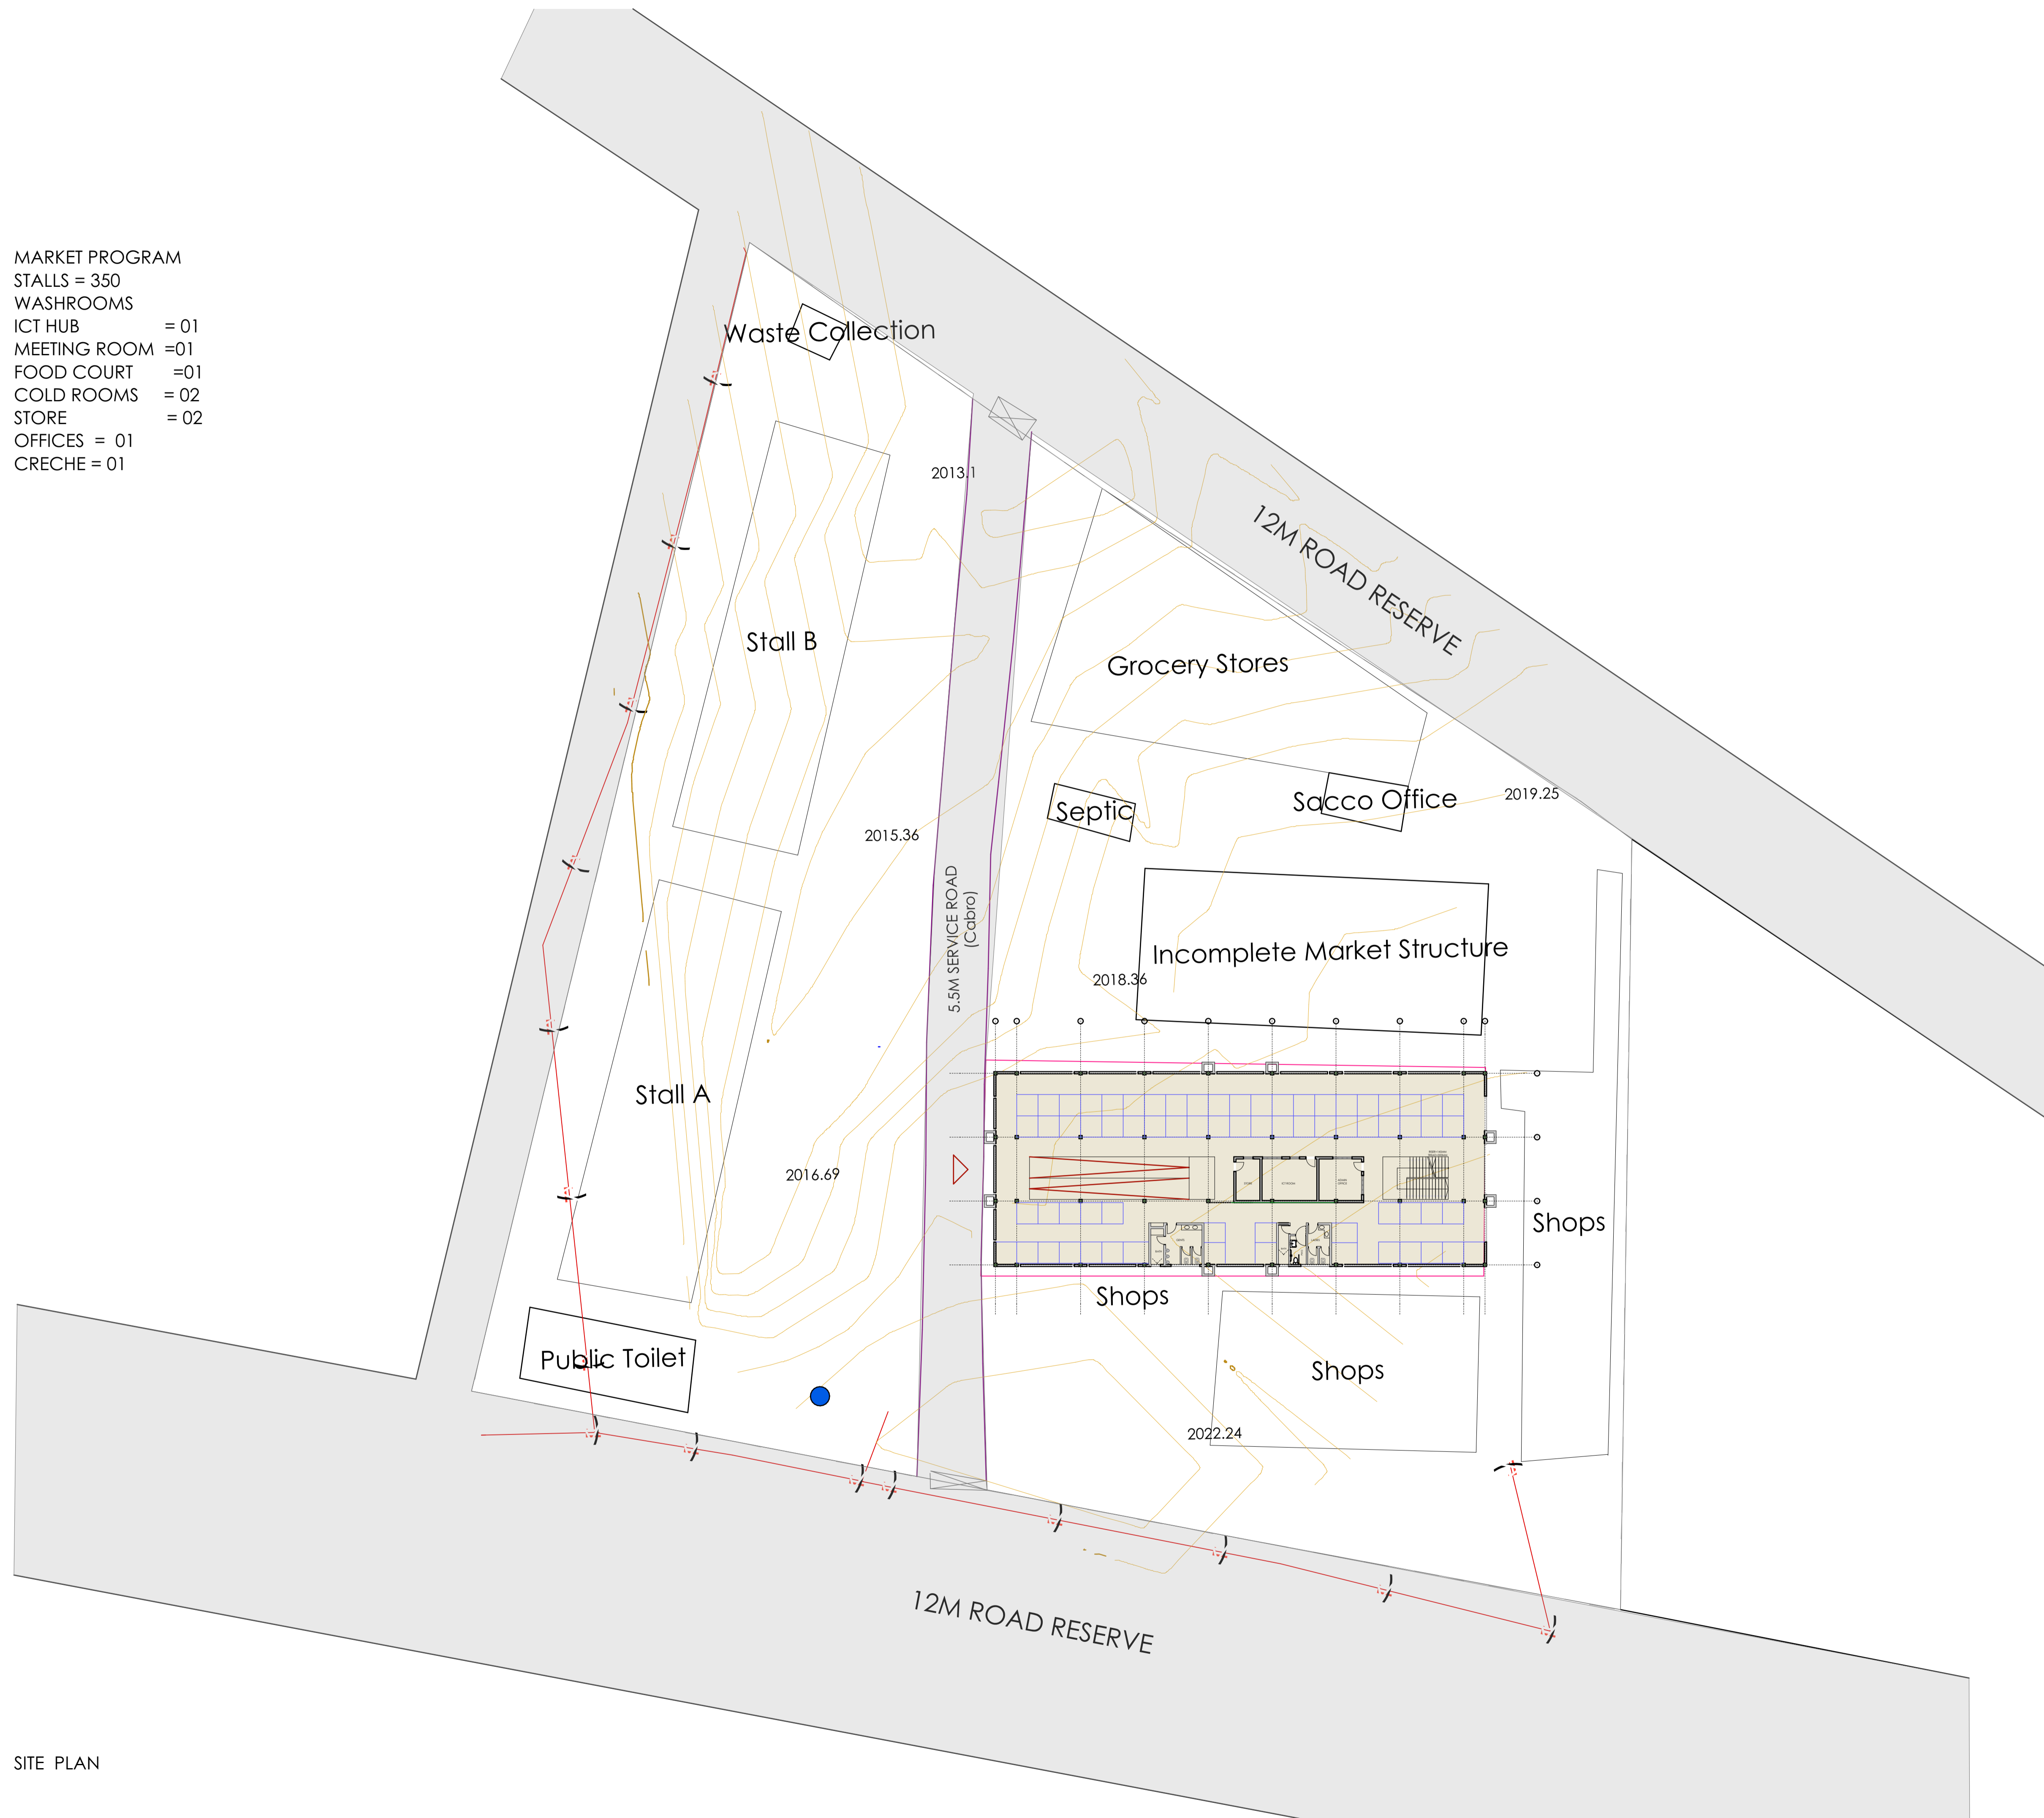 MARKET PROGRAM
STALLS = 350
WASHROOMS
ICT HUB = 01
MEETING ROOM =01
FOOD COURT =01
COLD ROOMS = 02
STORE = 02
OFFICES = 01
CRECHE = 01
Waste Collection
2013.1
12M ROAD RESERVE
Stall B
Grocery Stores
Septic
Sacco Office
2019.25
2015.36
5.5M SERVICE ROAD
(Cabro)
Incomplete Market Structure
2018.36
Stall A
2016.69
Shops
Shops
Public Toilet
Shops
2022.24
12M ROAD RESERVE
SITE PLAN